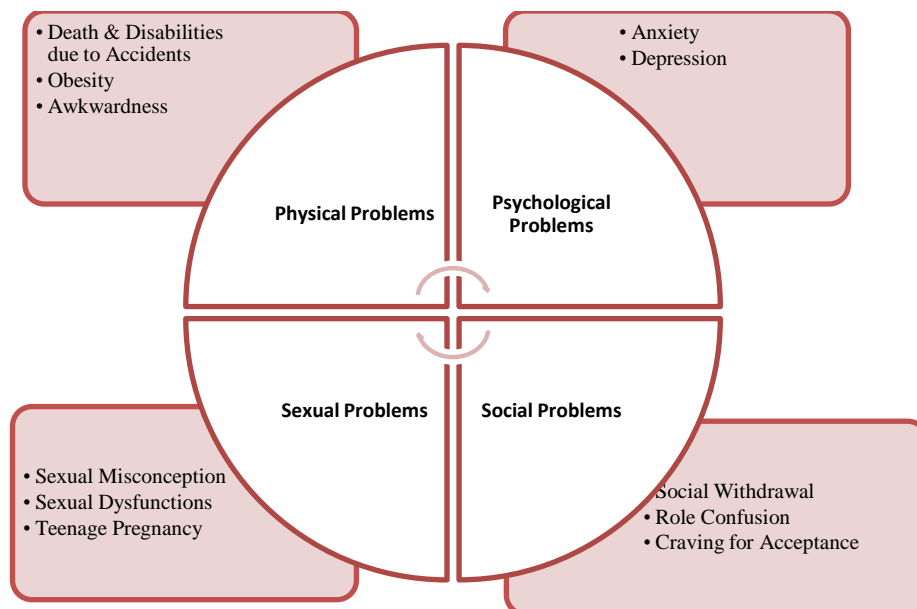 • Death & Disabilities
due to Accidents
• Obesity
• Awkwardness
• Anxiety
• Depression
Physical Problems
Psychological
Problems
Sexual Problems
Social Problems
• Sexual Misconception
• Sexual Dysfunctions
• Teenage Pregnancy
• Social Withdrawal
• Role Confusion
• Craving for Acceptance